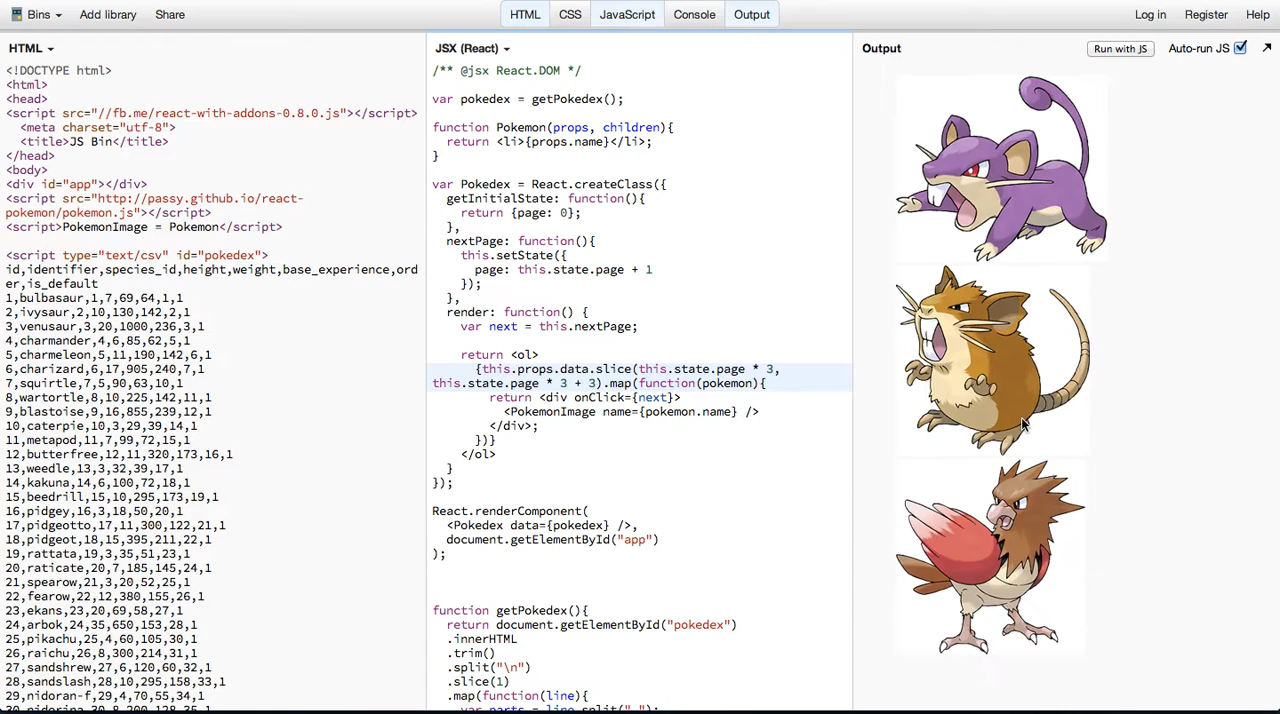 Bins
Add library
Share
HTML
CSS
JavaScript
Console
Output
Log in
Register
Help
HTML
<!DOCTYPE html>
<html>
<head>
<script src="//fb.me/react-with-addons-0.8.0.js"></script>
<meta charset="utf-8">
<title>JS Bin</title>
</head>
<body>
<div id="app"></div>
<script src="http://passy.github.io/react-
pokemon/pokemon.js"></script>
<script>PokemonImage = Pokemon</script>
<script type="text/csv" id="pokedex">
id,identifier,species_id,height,weight,base_experience,ord
er,is_default
1,bulbasaur,1,7,69,64,1,1
2,ivysaur,2,10,130,142,2,1
3,venusaur,3,20,1000,236,3,1
4,charmander,4,6,85,62,5,1
5,charmeleon,5,11,190,142,6,1
6,charizard,6,17,905,240,7,1
7,squirtle,7,5,90,63,10,1
8,wartortle,8,10,225,142,11,1
9,blastoise,9,16,855,239,12,1
10,caterpie,10,3,29,39,14,1
11,metapod,11,7,99,72,15,1
12,butterfree,12,11,320,173,16,1
13,weedle,13,3,32,39,17,1
14,kakuna,14,6,100,72,18,1
15,beedrill,15,10,295,173,19,1
16,pidgey,16,3,18,50,20,1
17,pidgeotto,17,11,300,122,21,1
18,pidgeot,18,15,395,211,22,1
19,rattata,19,3,35,51,23,1
20,raticate,20,7,185,145,24,1
21,spearow,21,3,20,52,25,1
22,fearow,22,12,380,155,26,1
23,ekans,23,20,69,58,27,1
24,arbok,24,35,650,153,28,1
25,pikachu,25,4,60,105,30,1
26,raichu,26,8,300,214,31,1
27,sandshrew,27,6,120,60,32,1
28,sandslash,28,10,295,158,33,1
29,nidoran-f,29,4,70,55,34,1
30,nidorina,30,8,200,128,35,1
JSX (React)
/** @jsx React.DOM */
var pokedex = getPokedex();
function Pokemon(props, children){
return <li>{props.name}</li>;
}
var Pokedex = React.createClass({
getInitialState: function(){
return {page: 0};
},
nextPage: function(){
this.setState({
page: this.state.page + 1
});
},
render: function() {
var next = this.nextPage;
return <ol>
{this.props.data.slice(this.state.page * 3,
this.state.page * 3 + 3).map(function(pokemon){
return <div onClick={next}>
<PokemonImage name={pokemon.name} />
</div>;
})}
</ol>
}
});
React.renderComponent(
<Pokedex data={pokedex} />,
document.getElementById("app")
);
function getPokedex(){
return document.getElementById("pokedex")
.innerHTML
.trim()
.split("\n")
.slice(1)
.map(function(line){
Output
Run with JS
Auto-run JS